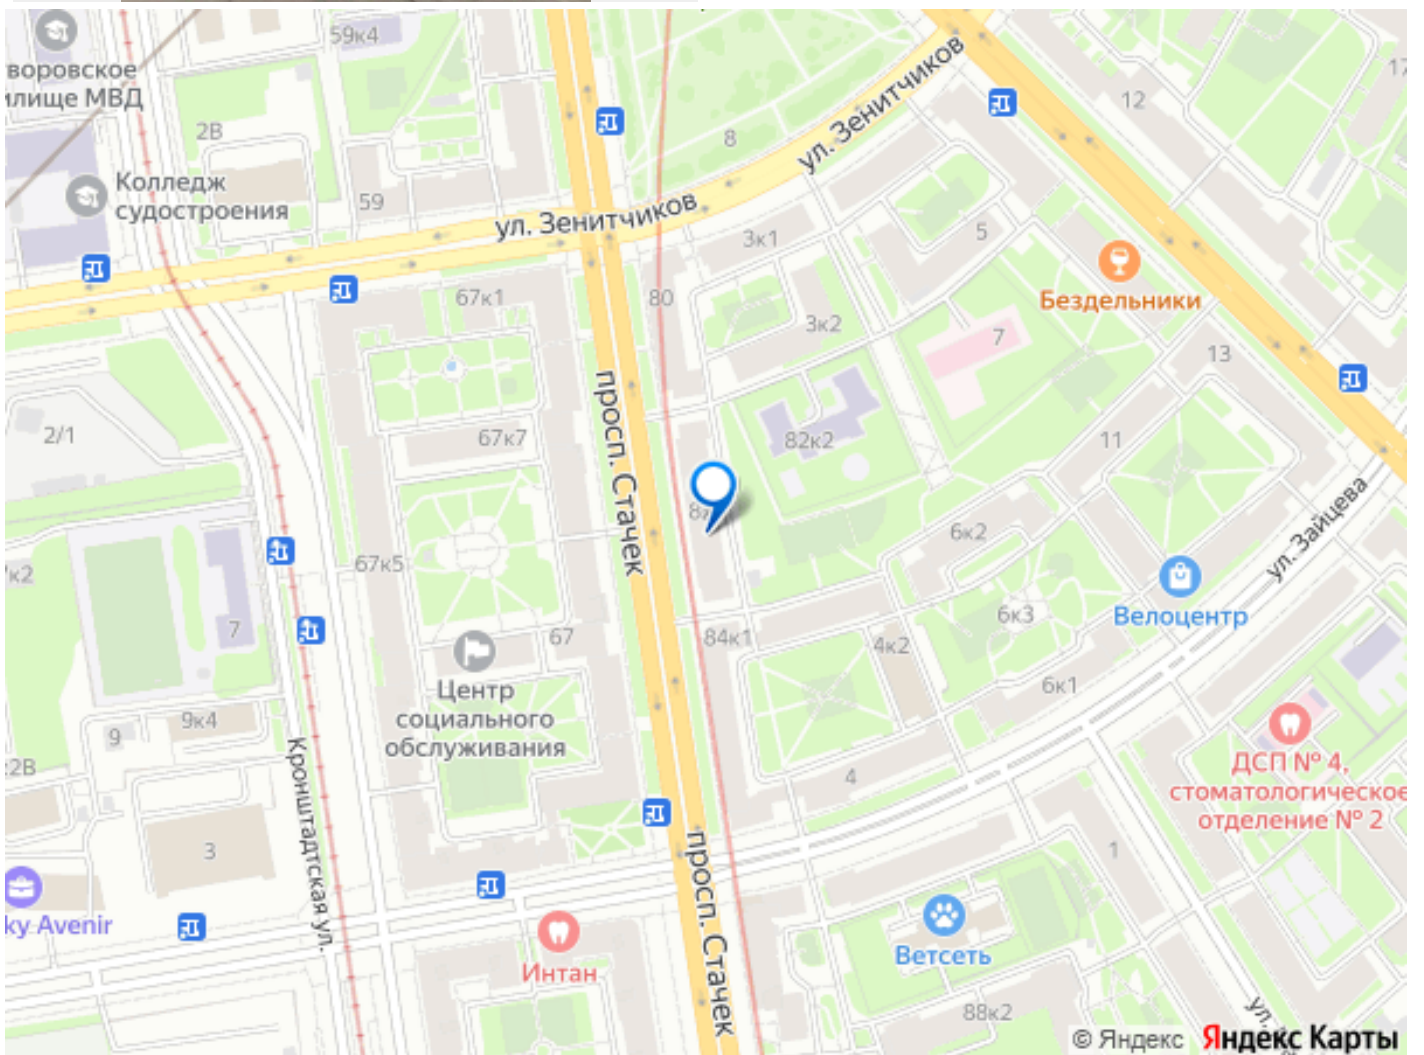 59к4
12
17
воровское
илище МВД
2В
8
ул. Зенитчиков
Колледж
судостроения
59
ул. Зенитчиков
3к1
5
Бездельники
67к1
80
3к2
7
13
просп. Стачек
2/1
67к7
82к2
11
6к2
ул. Зайцева
к2
67к5
7
6к3
Велоцентр
67
84к1
4к2
Центр
социального
обслуживания
6к1
9
9к4
2В
Кронштадтская ул.
4
ДСП № 4,
стоматологическое
отделение № 2
3
1
просп. Стачек
ky Avenir
Интан
Ветсеть
88к2
ул.
© Яндекс Яндекс Карты